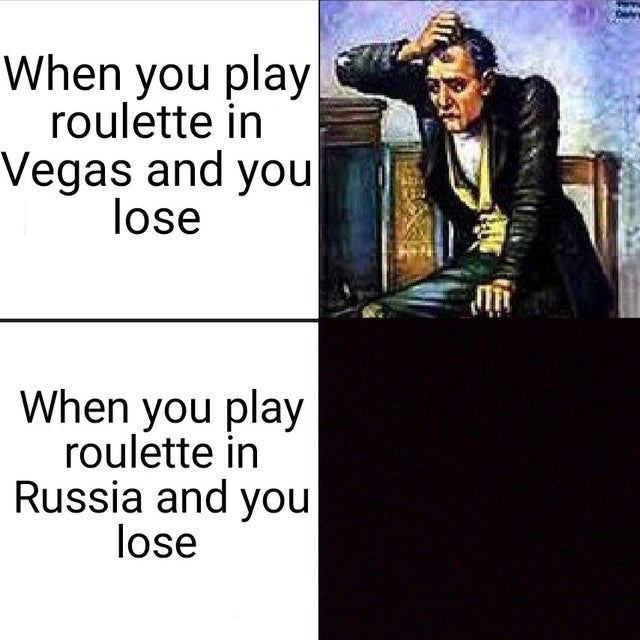 When you play
roulette in
Vegas and you
lose
When you play
roulette in
Russia and you
lose